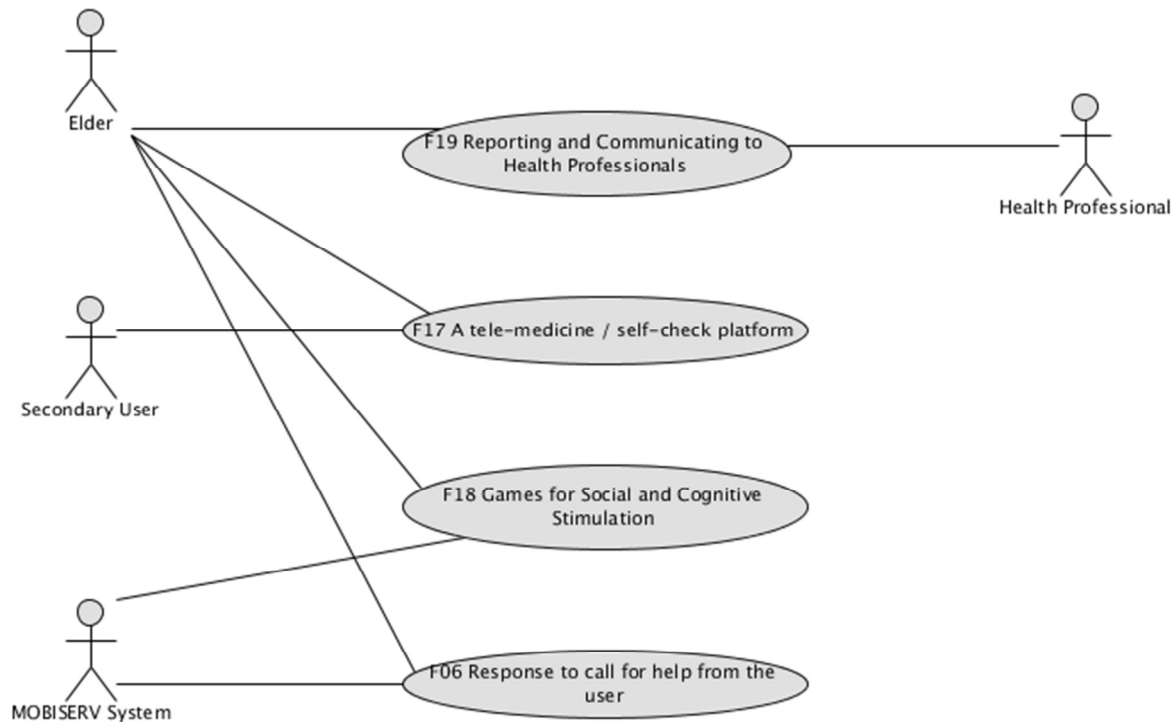 Elder
F19 Reporting and Communicating to
Health Professionals
Health Professional
F17 A tele-medicine / self-check platform
Secondary User
F18 Games for Social and Cognitive
Stimulation
F06 Response to call for help from the
user
MOBISERV System